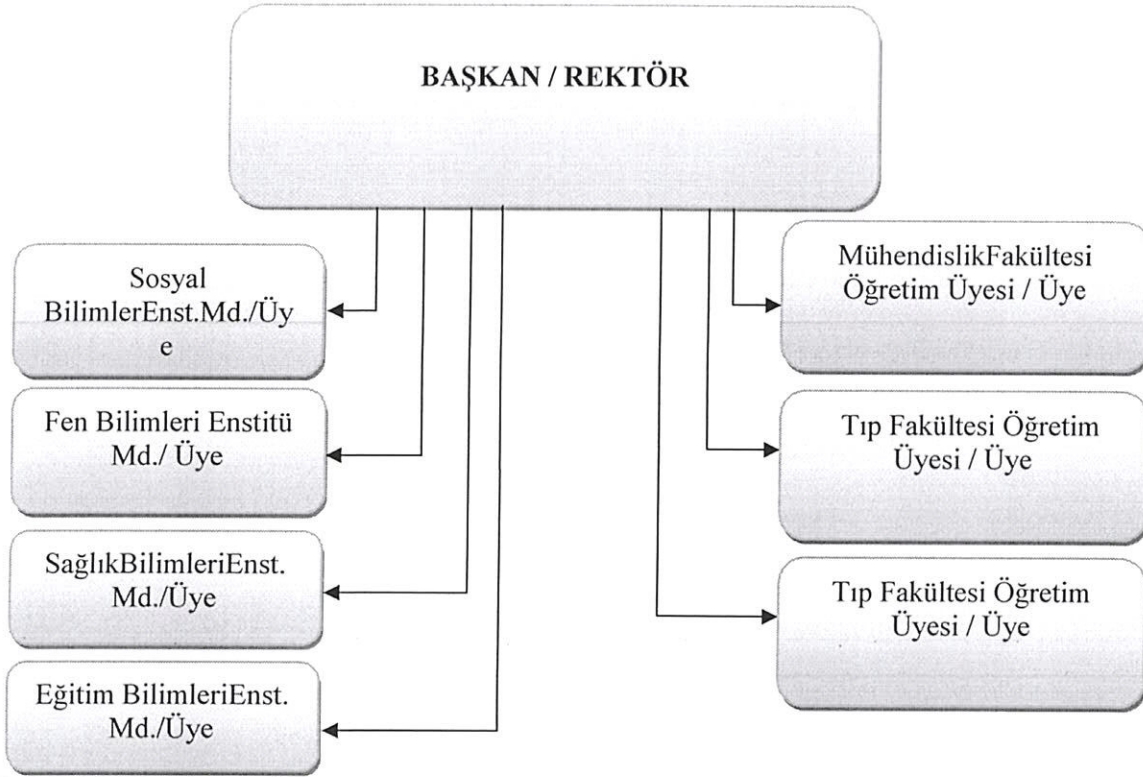 BAŞKAN / REKTÖR
Sosyal
BilimlerEnst.Md./Üy
e
Fen Bilimleri Enstitü
Md./ Üye
SağlıkBilimleriEnst.
Md./Üye
Eğitim BilimleriEnst.
Md./Üye
MühendislikFakültesi
Öğretim Üyesi / Üye
Tıp Fakültesi Öğretim
Üyesi / Üye
Tıp Fakültesi Öğretim
Üyesi / Üye